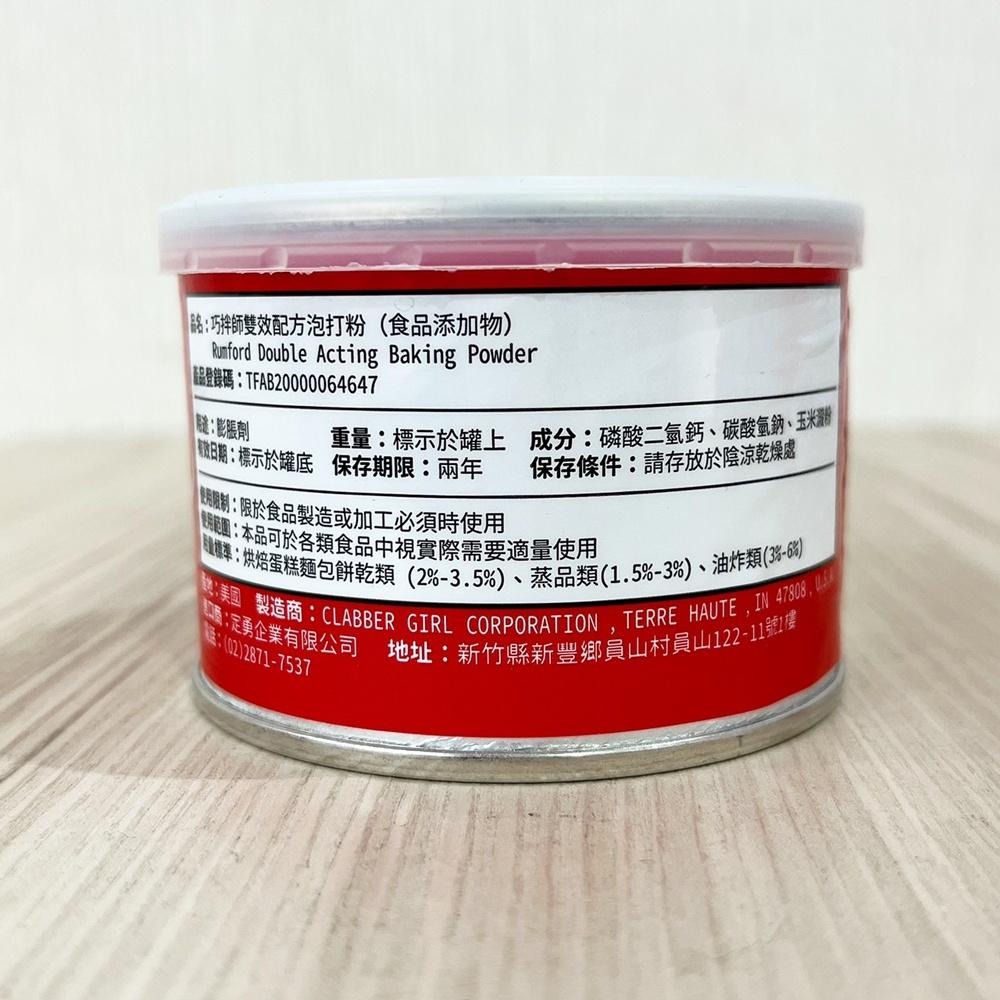 品名：巧拌師雙效配方泡打粉（食品添加物）
Rumford Double Acting Baking Powder
產品登錄碼：TFAB20000064647
用途：膨脹劑 重量：標示於罐上 成分：磷酸二氫鈣、碳酸氫鈉、玉米澱粉
有效日期：標示於罐底 保存期限：兩年 保存條件：請存放於陰涼乾燥處
使用限制：限於食品製造或加工必須時使用
使用範圍：本品可於各類食品中視實際需要適量使用
用量標準：烘焙蛋糕麵包餅乾類 (2%-3.5%)、蒸品類(1.5%-3%)、油炸類(3%-6%)
產地：美國 製造商：CLABBER GIRL CORPORATION , TERRE HAUTE , IN 47808 , U.S.A
進口商：定勇企業有限公司 地址：新竹縣新豐鄉員山村員山122-11號1樓
電話：(02)2871-7537